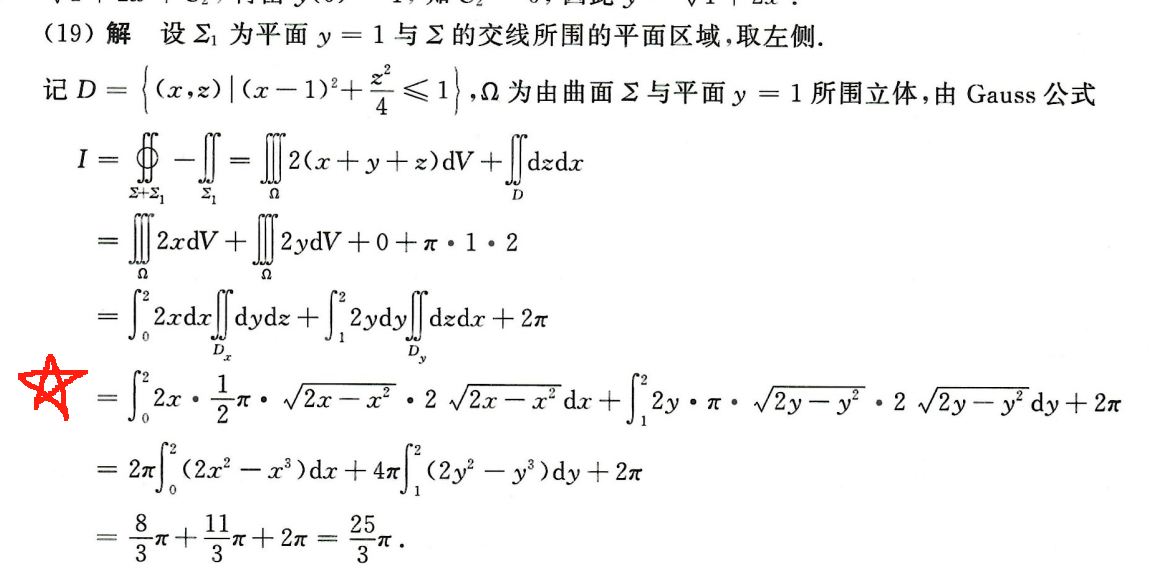 (19) 解 设 Σ₁ 为平面 y = 1 与 Σ 的交线所围的平面区域,取左侧.
记 D = {(x,z)|(x-1)²+z²/4 ≤ 1},Ω 为由曲面 Σ 与平面 y = 1 所围立体,由 Gauss 公式
I = ∯_{Σ+Σ₁} - ∬_{Σ₁} = ∭_Ω 2(x+y+z)dV + ∬_D dzdx
= ∭_Ω 2xdV + ∭_Ω 2ydV + 0 + π • 1 • 2
= ∫₀² 2xdx ∬_{Dₓ} dydz + ∫₁² 2ydy ∬_{D_y} dzdx + 2π
= ∫₀² 2x • 1/2 π • √(2x-x²) • 2 √(2x-x²) dx + ∫₁² 2y • π • √(2y-y²) • 2 √(2y-y²) dy + 2π
= 2π∫₀² (2x²-x³)dx + 4π∫₁² (2y²-y³)dy + 2π
= 8/3 π + 11/3 π + 2π = 25/3 π .